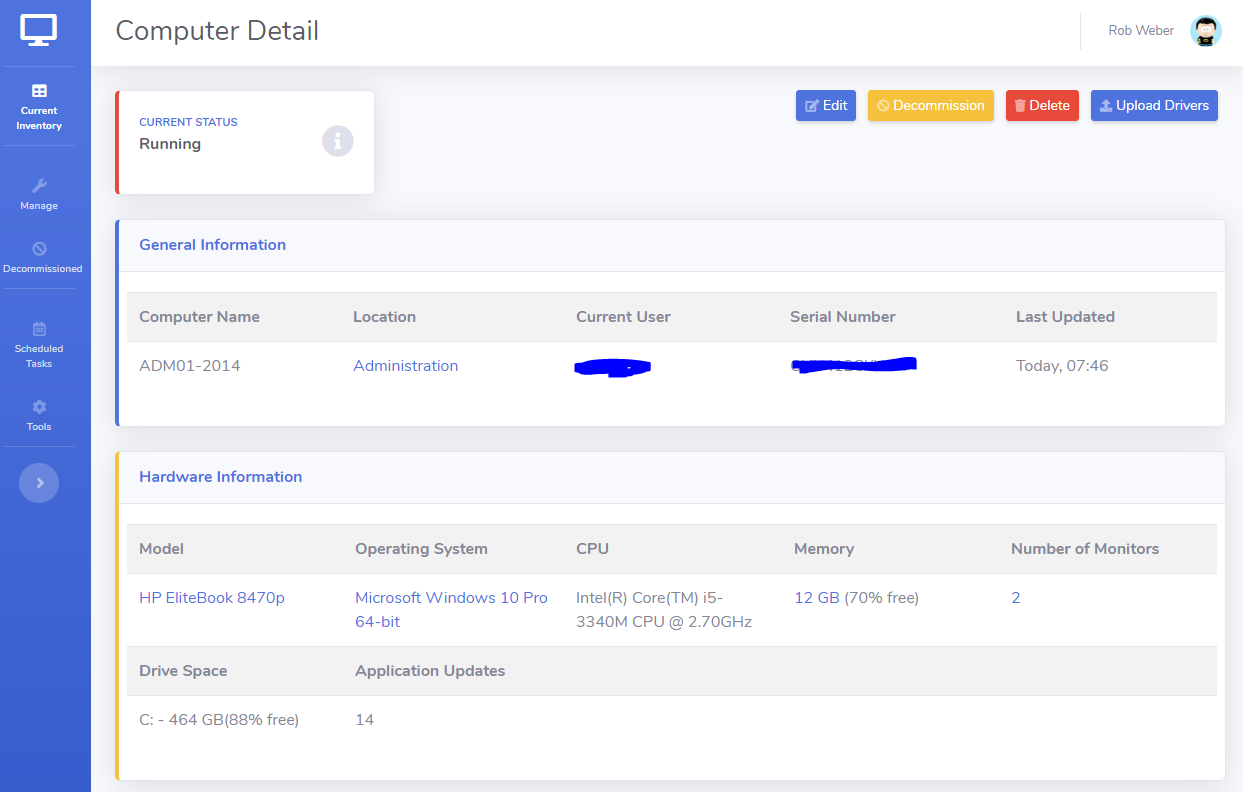 Computer Detail
Rob Weber
Current Inventory
Manage
Decommissioned
Scheduled Tasks
Tools
CURRENT STATUS
Running
Edit
Decommission
Delete
Upload Drivers
General Information
Computer Name Location Current User Serial Number Last Updated
ADM01-2014 Administration Today, 07:46
Hardware Information
Model Operating System CPU Memory Number of Monitors
HP EliteBook 8470p Microsoft Windows 10 Pro Intel(R) Core(TM) i5- 12 GB (70% free) 2
64-bit 3340M CPU @ 2.70GHz
Drive Space Application Updates
C: - 464 GB(88% free) 14